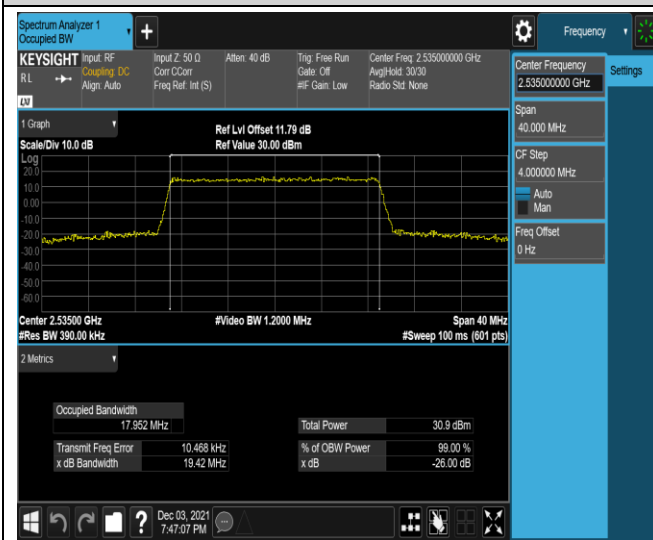 Spectrum Analyzer 1
Occupied BW
+
Frequency
KEYSIGHT
RL
LXI
Input: RF
Coupling: DC
Align: Auto
Input Z: 50 Ω
Corr CCorr
Freq Ref: Int (S)
Atten: 40 dB
Trig: Free Run
Gate: Off
#IF Gain: Low
Center Freq: 2.535000000 GHz
Avg|Hold: 30/30
Radio Std: None
Center Frequency
2.535000000 GHz
Settings
Span
40.000 MHz
CF Step
4.000000 MHz
Auto
Man
Freq Offset
0 Hz
1 Graph
Scale/Div 10.0 dB
Ref Lvl Offset 11.79 dB
Ref Value 30.00 dBm
Log
20.0
10.0
0.00
-10.0
-20.0
-30.0
-40.0
-50.0
-60.0
Center 2.53500 GHz
#Video BW 1.2000 MHz
Span 40 MHz
#Res BW 390.00 kHz
#Sweep 100 ms (601 pts)
2 Metrics
Occupied Bandwidth
17.952 MHz
Total Power 30.9 dBm
Transmit Freq Error 10.468 kHz
% of OBW Power 99.00 %
x dB Bandwidth 19.42 MHz
x dB -26.00 dB
?
Dec 03, 2021
7:47:07 PM